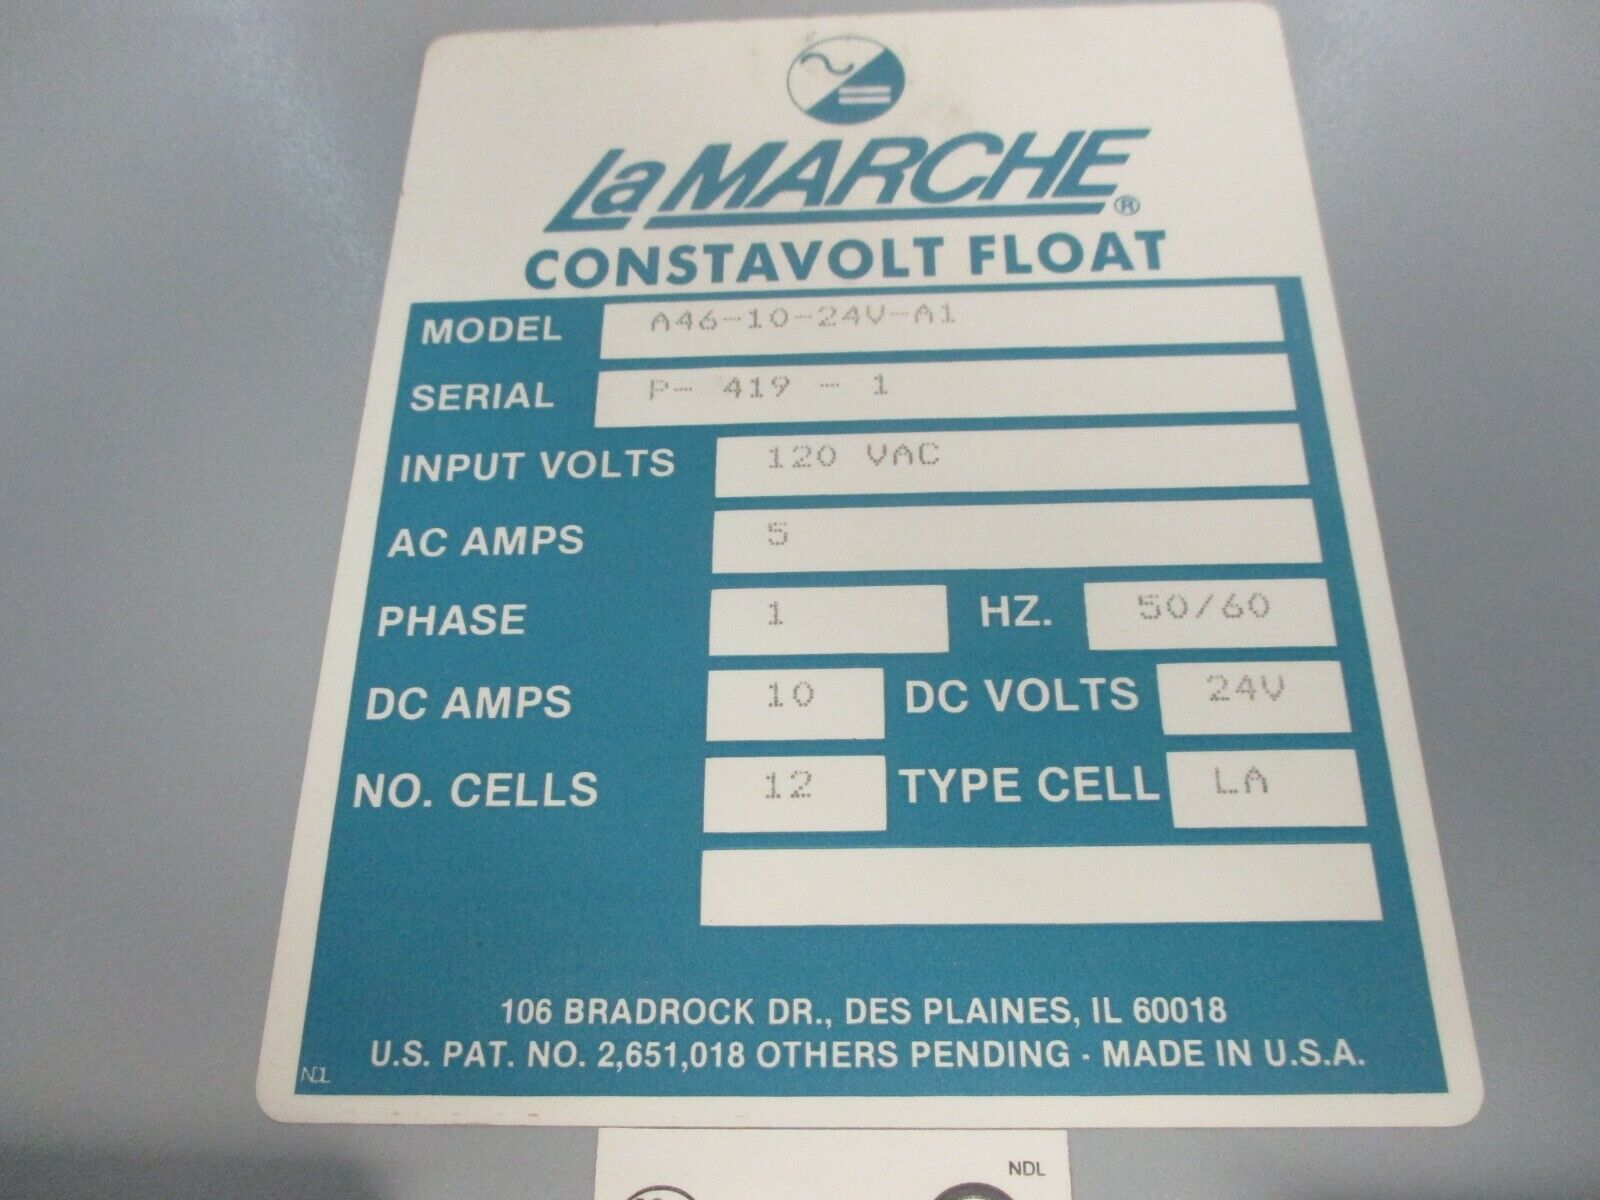 LaMARCHE®
CONSTAVOLT FLOAT
MODEL A46-10-24V-A1
SERIAL P- 419 - 1
INPUT VOLTS 120 VAC
AC AMPS 5
PHASE 1 HZ. 50/60
DC AMPS 10 DC VOLTS 24V
NO. CELLS 12 TYPE CELL LA
106 BRADROCK DR., DES PLAINES, IL 60018
U.S. PAT. NO. 2,651,018 OTHERS PENDING - MADE IN U.S.A.
NDL
NDL